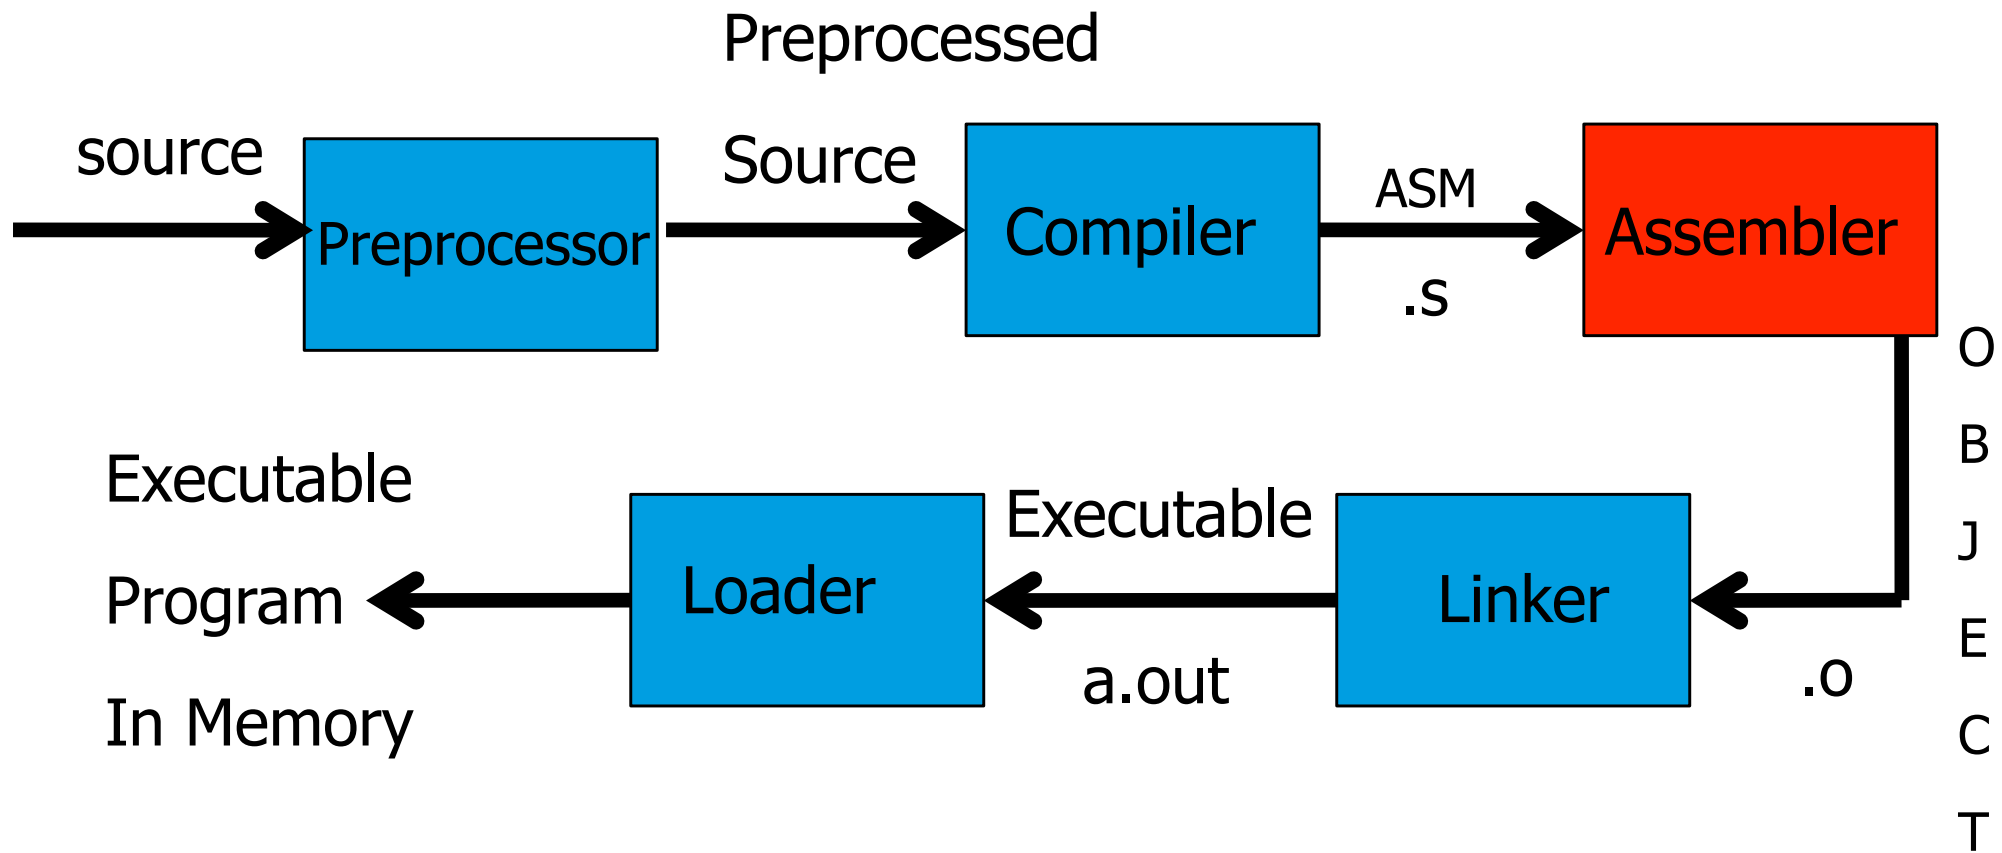 source
Preprocessor
Preprocessed
Source
Compiler
ASM
.s
Assembler
O
B
J
E
C
T
.o
Linker
Executable
a.out
Loader
Executable
Program
In Memory